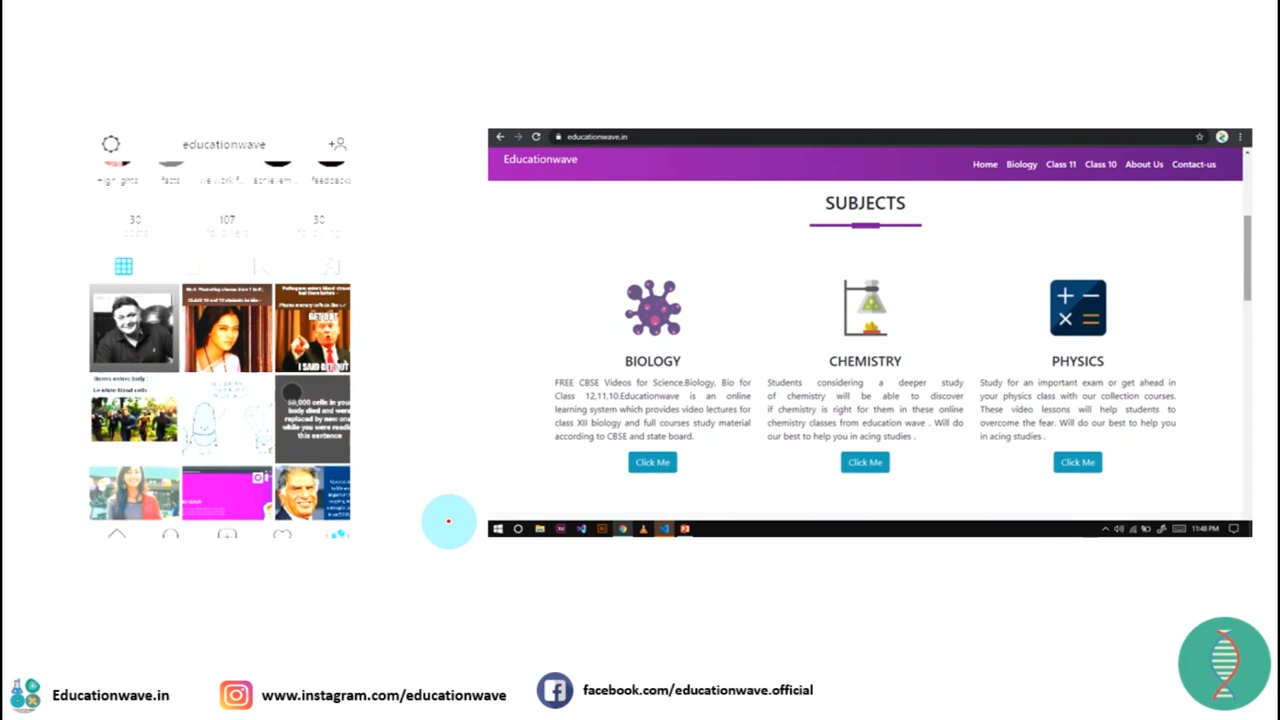 educationwave
facts
30
107
30
GET OUT
I SAID GET OUT
50,000 cells in your
body died and were
replaced by new one
while you were reading
this sentence
educationwave.in
Educationwave
Home
Biology
Class 11
Class 10
About Us
Contact-us
SUBJECTS
BIOLOGY
FREE CBSE Videos for Science,Biology, Bio for
Class 12,11,10.Educationwave is an online
learning system which provides video lectures for
class XII biology and full courses study material
according to CBSE and state board.
Click Me
CHEMISTRY
Students considering a deeper study
of chemistry will be able to discover
if chemistry is right for them in these online
chemistry classes from education wave . Will do
our best to help you in acing studies .
Click Me
PHYSICS
Study for an important exam or get ahead in
your physics class with our collection courses.
These video lessons will help students to
overcome the fear. Will do our best to help you
in acing studies .
Click Me
11:48 PM
Educationwave.in
www.instagram.com/educationwave
facebook.com/educationwave.official